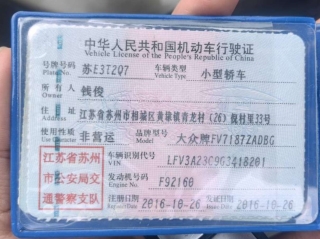 中华人民共和国机动车行驶证
Vehicle License of the People's Republic of China
号牌号码 苏E3T2Q7 车辆类型 小型轿车
Plate No. Vehicle Type
所有人 钱俊
Owner
住址 江苏省苏州市相城区黄埭镇青龙村(26)倪村里33号
使用性质 非营运 品牌型号 大众牌FV7187ZADBG
Use Character Model
江苏省苏州
市公安局交
通警察支队
车辆识别代号 LFV3A23C9G3418201
VIN
发动机号码 F92160
Engine No.
注册日期 2016-10-26 发证日期 2016-10-26
Register Date Issue Date